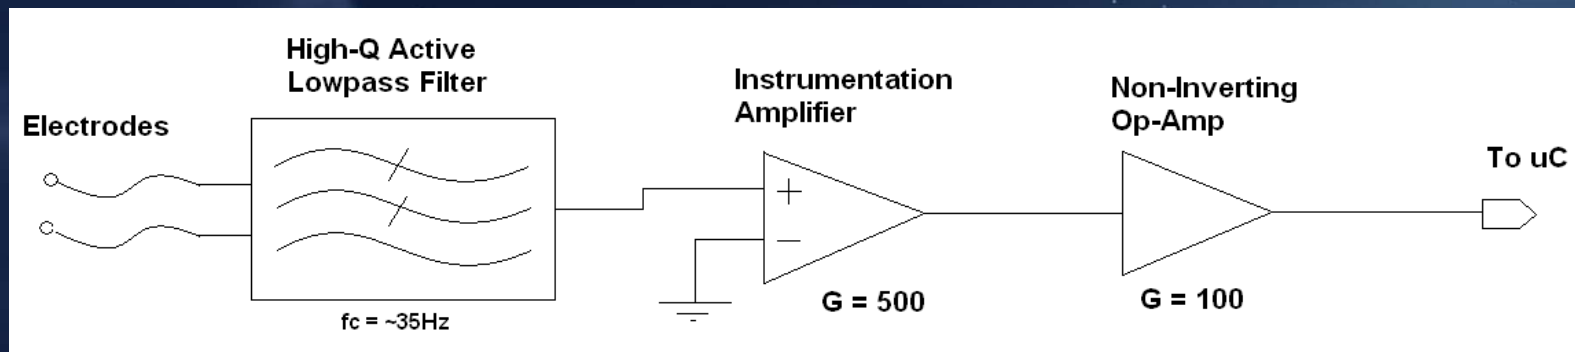 High-Q Active
Lowpass Filter
Electrodes
fc = ~35Hz
Instrumentation
Amplifier
+
−
G = 500
Non-Inverting
Op-Amp
G = 100
To uC